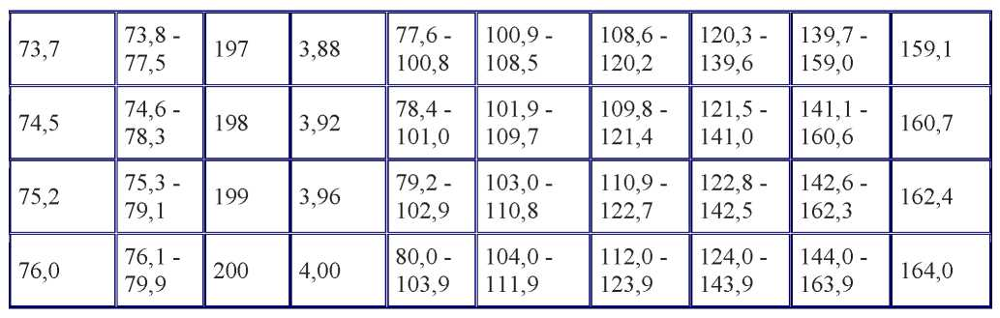 73,7 73,8 - 77,5 197 3,88 77,6 - 100,8 100,9 - 108,5 108,6 - 120,2 120,3 - 139,6 139,7 - 159,0 159,1
74,5 74,6 - 78,3 198 3,92 78,4 - 101,0 101,9 - 109,7 109,8 - 121,4 121,5 - 141,0 141,1 - 160,6 160,7
75,2 75,3 - 79,1 199 3,96 79,2 - 102,9 103,0 - 110,8 110,9 - 122,7 122,8 - 142,5 142,6 - 162,3 162,4
76,0 76,1 - 79,9 200 4,00 80,0 - 103,9 104,0 - 111,9 112,0 - 123,9 124,0 - 143,9 144,0 - 163,9 164,0